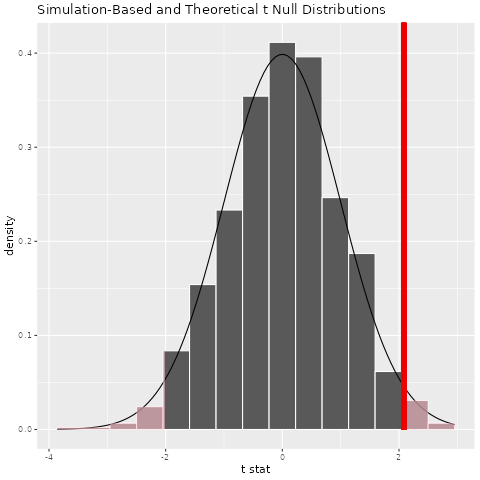 Simulation-Based and Theoretical t Null Distributions
density
0.4
0.3
0.2
0.1
0.0
-4 -2 0 2
t stat